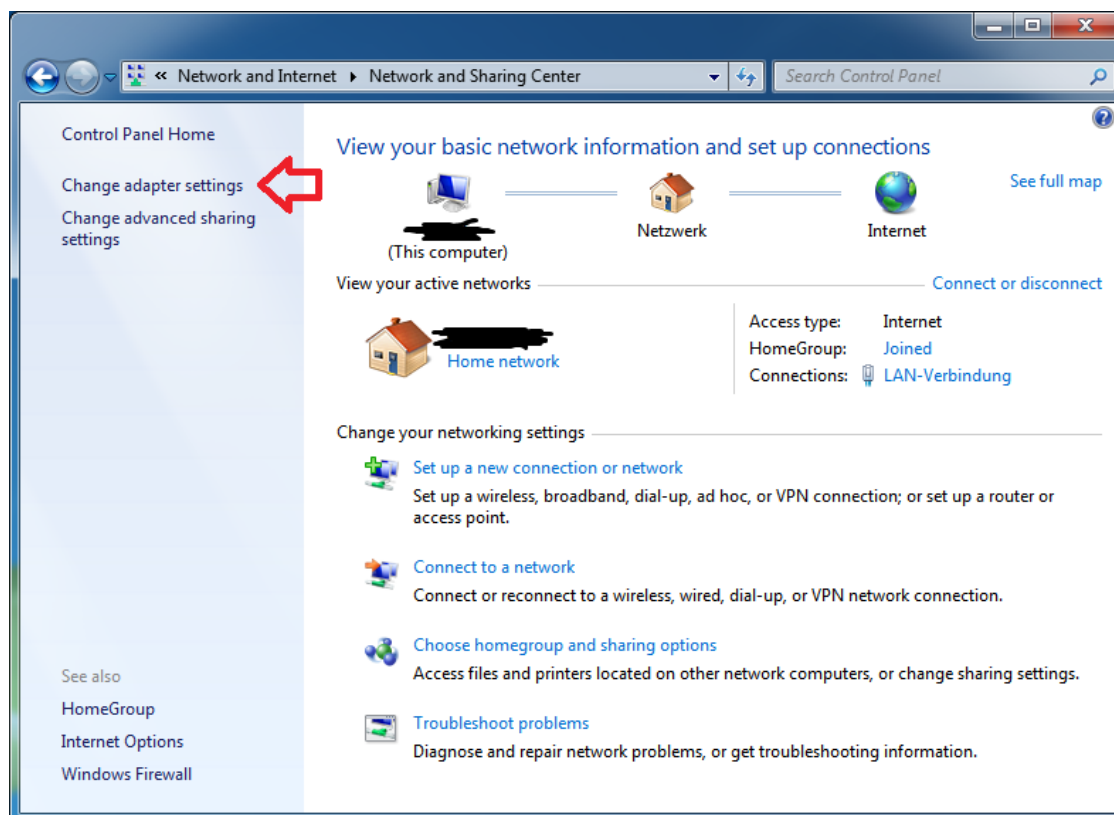 « Network and Internet ▸ Network and Sharing Center
Search Control Panel
Control Panel Home
Change adapter settings
Change advanced sharing
settings
View your basic network information and set up connections
See full map
(This computer)
Netzwerk
Internet
View your active networks
Connect or disconnect
Home network
Access type: Internet
HomeGroup: Joined
Connections: LAN-Verbindung
Change your networking settings
Set up a new connection or network
Set up a wireless, broadband, dial-up, ad hoc, or VPN connection; or set up a router or
access point.
Connect to a network
Connect or reconnect to a wireless, wired, dial-up, or VPN network connection.
Choose homegroup and sharing options
Access files and printers located on other network computers, or change sharing settings.
Troubleshoot problems
Diagnose and repair network problems, or get troubleshooting information.
See also
HomeGroup
Internet Options
Windows Firewall